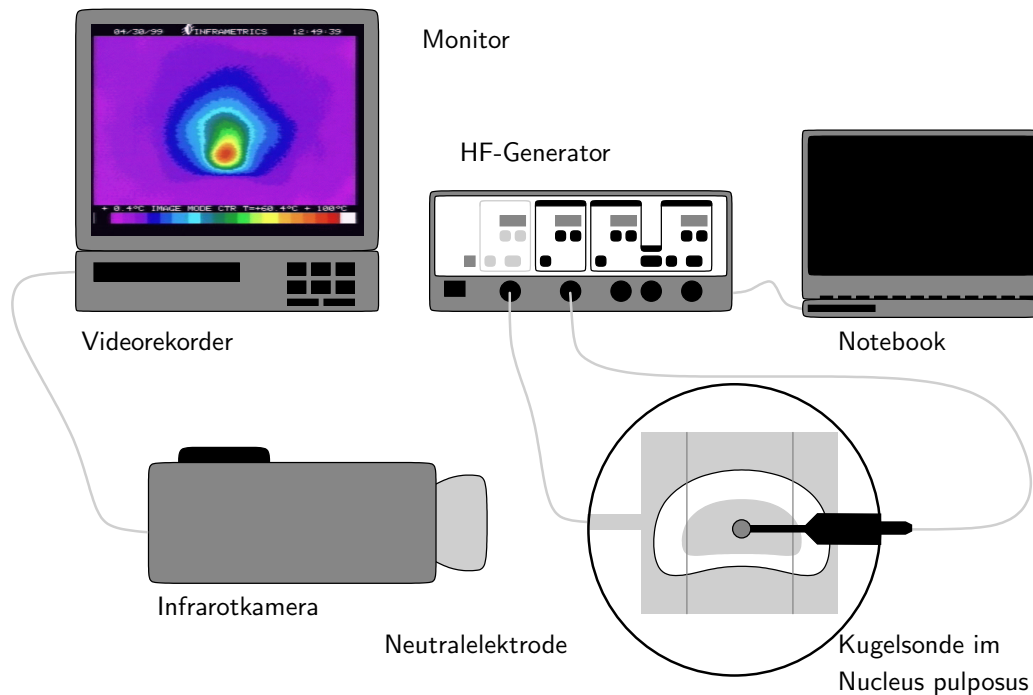 04/30/99 INFRAMETRICS 12:49:39
+ 0.4°C IMAGE MODE CTR T=+60.4°C + 100°C
Monitor
HF-Generator
Videorekorder
Notebook
Infrarotkamera
Neutralelektrode
Kugelsonde im
Nucleus pulposus